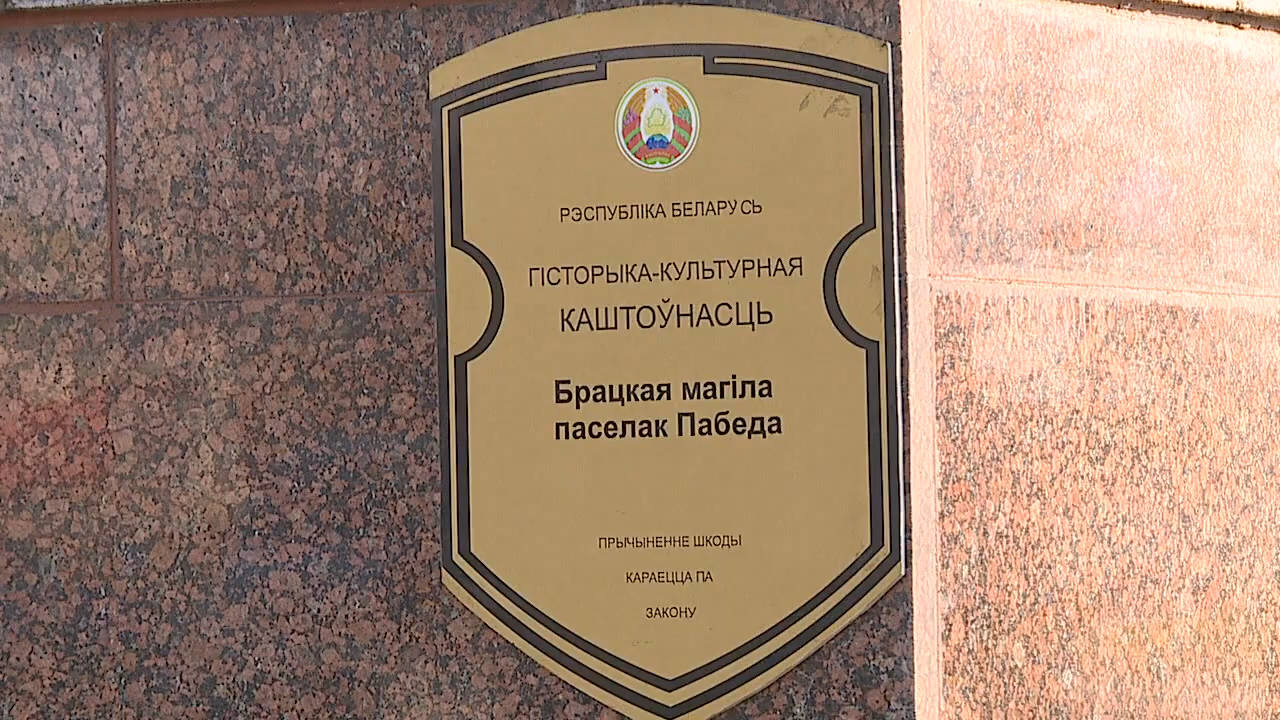 РЭСПУБЛІКА БЕЛАРУСЬ
ГІСТОРЫКА-КУЛЬТУРНАЯ
КАШТОЎНАСЦЬ
Брацкая магіла
паселак Пабеда
ПРЫЧЫНЕННЕ ШКОДЫ
КАРАЕЦЦА ПА
ЗАКОНУ